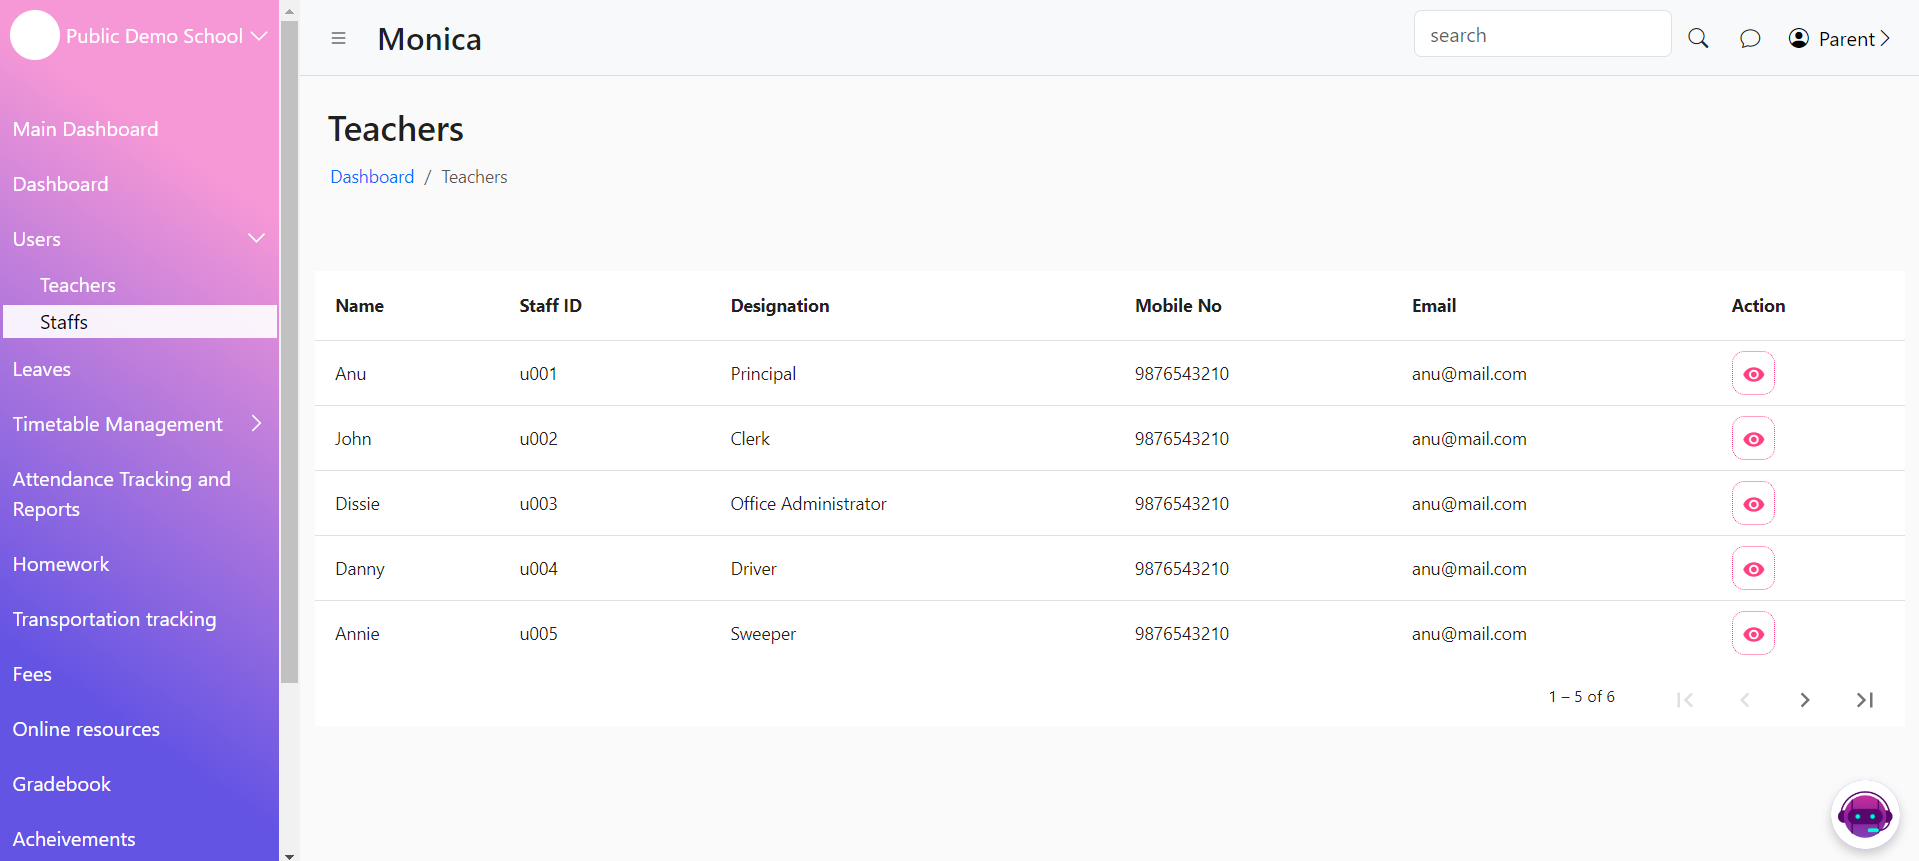 Public Demo School
Main Dashboard
Dashboard
Users
Teachers
Staffs
Leaves
Timetable Management
Attendance Tracking and
Reports
Homework
Transportation tracking
Fees
Online resources
Gradebook
Acheivements
Monica
search
Parent
Teachers
Dashboard / Teachers
Name Staff ID Designation Mobile No Email Action
Anu u001 Principal 9876543210 anu@mail.com
John u002 Clerk 9876543210 anu@mail.com
Dissie u003 Office Administrator 9876543210 anu@mail.com
Danny u004 Driver 9876543210 anu@mail.com
Annie u005 Sweeper 9876543210 anu@mail.com
1 – 5 of 6